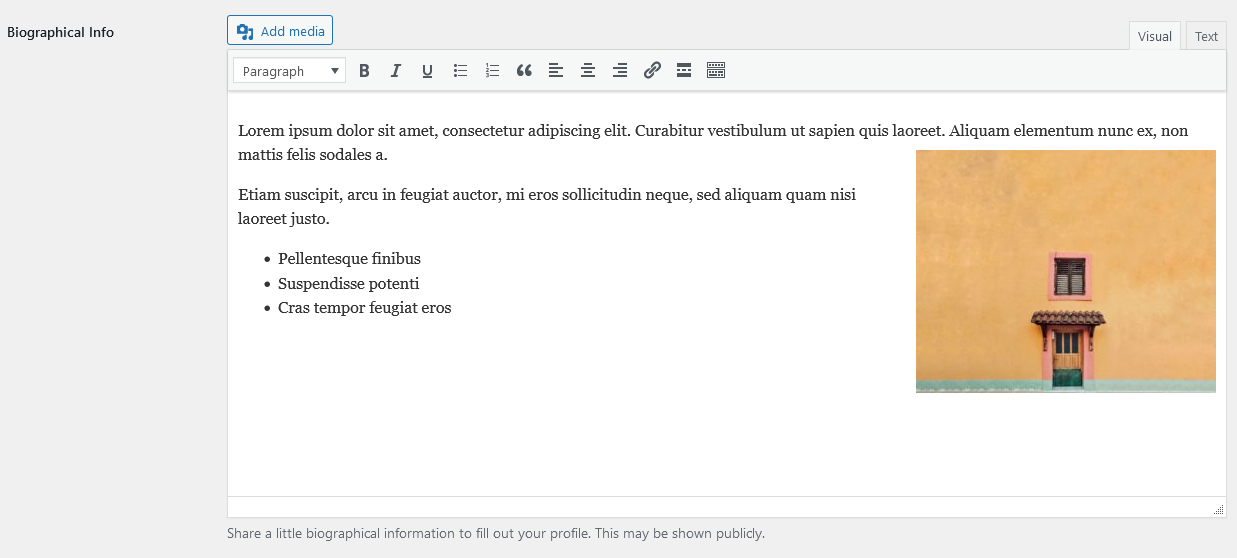 Biographical Info
Add media
Visual
Text
Paragraph
B
I
U
Lorem ipsum dolor sit amet, consectetur adipiscing elit. Curabitur vestibulum ut sapien quis laoreet. Aliquam elementum nunc ex, non
mattis felis sodales a.
Etiam suscipit, arcu in feugiat auctor, mi eros sollicitudin neque, sed aliquam quam nisi
laoreet justo.
• Pellentesque finibus
• Suspendisse potenti
• Cras tempor feugiat eros
Share a little biographical information to fill out your profile. This may be shown publicly.